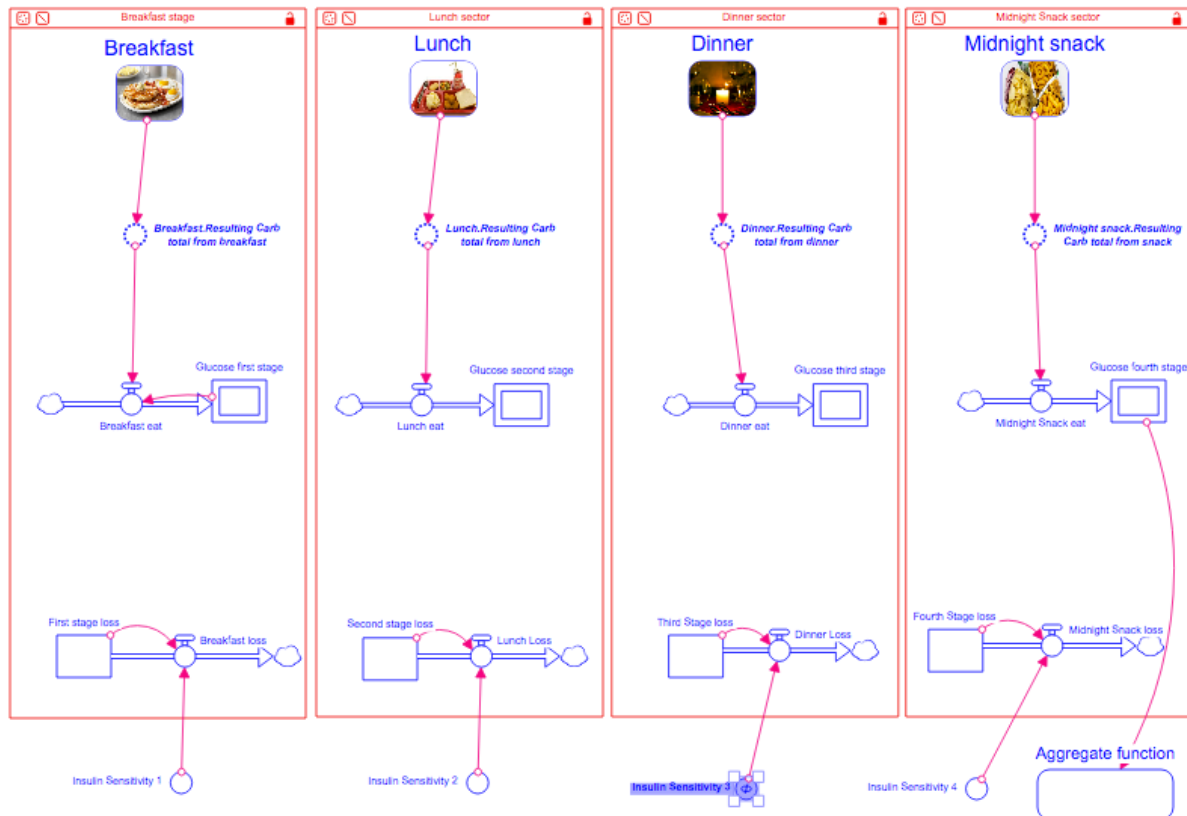 Breakfast stage
Lunch sector
Dinner sector
Midnight Snack sector
Breakfast
Lunch
Dinner
Midnight snack
Breakfast.Resulting Carb
total from breakfast
Lunch.Resulting Carb
total from lunch
Dinner.Resulting Carb
total from dinner
Midnight snack.Resulting
Carb total from snack
Glucose first stage
Glucose second stage
Glucose third stage
Glucose fourth stage
Breakfast eat
Lunch eat
Dinner eat
Midnight Snack eat
First stage loss
Breakfast loss
Second stage loss
Lunch Loss
Third Stage loss
Dinner Loss
Fourth Stage loss
Midnight Snack loss
Insulin Sensitivity 1
Insulin Sensitivity 2
Insulin Sensitivity 3
Insulin Sensitivity 4
Aggregate function